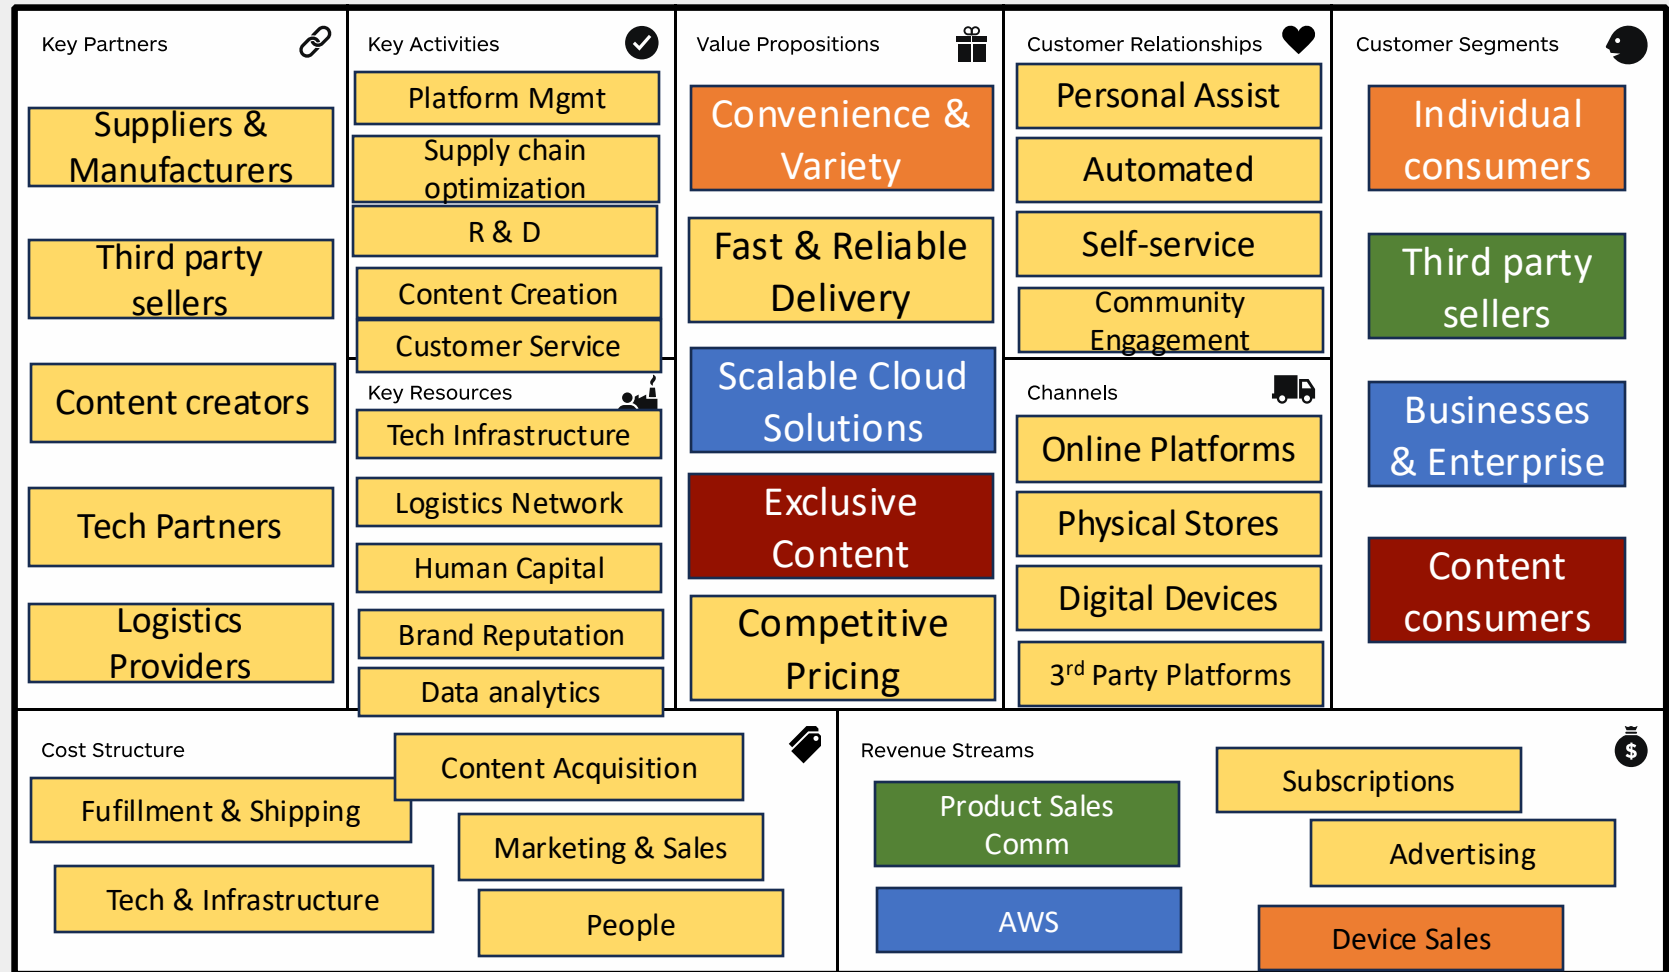 Key Partners
Suppliers &
Manufacturers
Third party
sellers
Content creators
Tech Partners
Logistics
Providers
Key Activities
Platform Mgmt
Supply chain
optimization
R & D
Content Creation
Customer Service
Key Resources
Tech Infrastructure
Logistics Network
Human Capital
Brand Reputation
Data analytics
Value Propositions
Convenience &
Variety
Fast & Reliable
Delivery
Scalable Cloud
Solutions
Exclusive
Content
Competitive
Pricing
Customer Relationships
Personal Assist
Automated
Self-service
Community
Engagement
Channels
Online Platforms
Physical Stores
Digital Devices
3rd Party Platforms
Customer Segments
Individual
consumers
Third party
sellers
Businesses
& Enterprise
Content
consumers
Cost Structure
Content Acquisition
Fufillment & Shipping
Marketing & Sales
Tech & Infrastructure
People
Revenue Streams
$
Product Sales
Comm
AWS
Subscriptions
Advertising
Device Sales